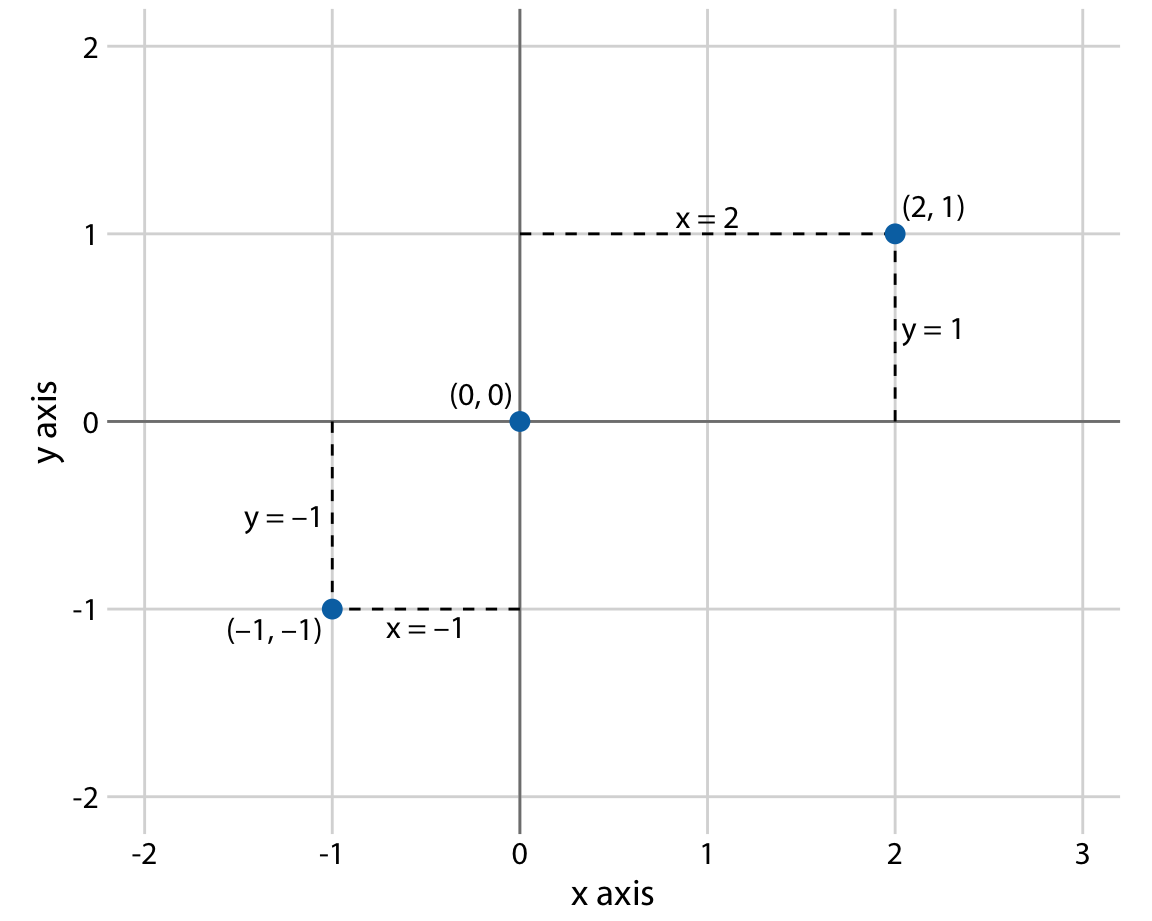 2
(2, 1)
x = 2
1
y = 1
(0, 0)
0
y axis
y = –1
-1
(–1, –1)
x = –1
-2
-2
-1
0
1
2
3
x axis